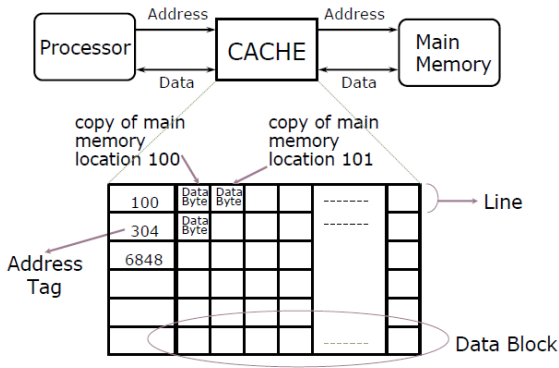 Address
Address
Processor
CACHE
Main
Memory
Data
Data
copy of main
memory
location 100
copy of main
memory
location 101
100
Data
Byte
Data
Byte
-------
Line
304
Data
Byte
-------
Address
Tag
6848
-------
Data Block